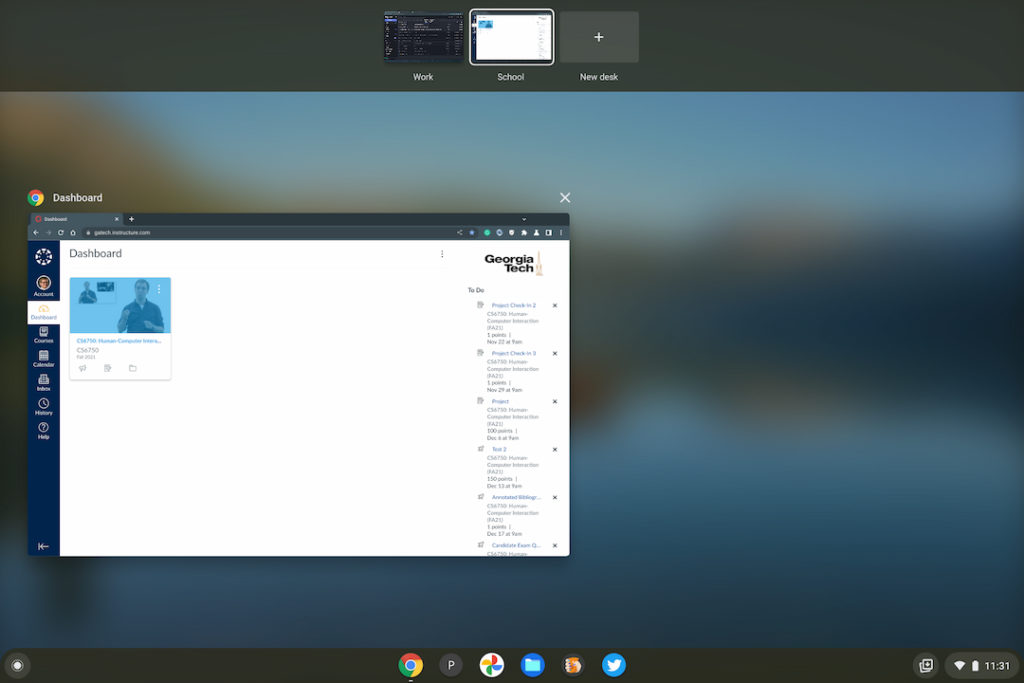 Work
School
New desk
Dashboard
Dashboard
gatech.instructure.com
Account
Dashboard
Courses
Calendar
Inbox
History
Help
Dashboard
CS6750: Human-Computer Intera...
CS6750
Fall 2021
Georgia
Tech
To Do
Project Check-In 2
CS6750: Human-
Computer Interaction
(FA21)
1 points |
Nov 22 at 9am
Project Check-In 3
CS6750: Human-
Computer Interaction
(FA21)
1 points |
Nov 29 at 9am
Project
CS6750: Human-
Computer Interaction
(FA21)
100 points |
Dec 6 at 9am
Test 2
CS6750: Human-
Computer Interaction
(FA21)
150 points |
Dec 13 at 9am
Annotated Bibliogr...
CS6750: Human-
Computer Interaction
(FA21)
1 points |
Dec 17 at 9am
Candidate Exam Q...
CS6750: Human-
P
11:31